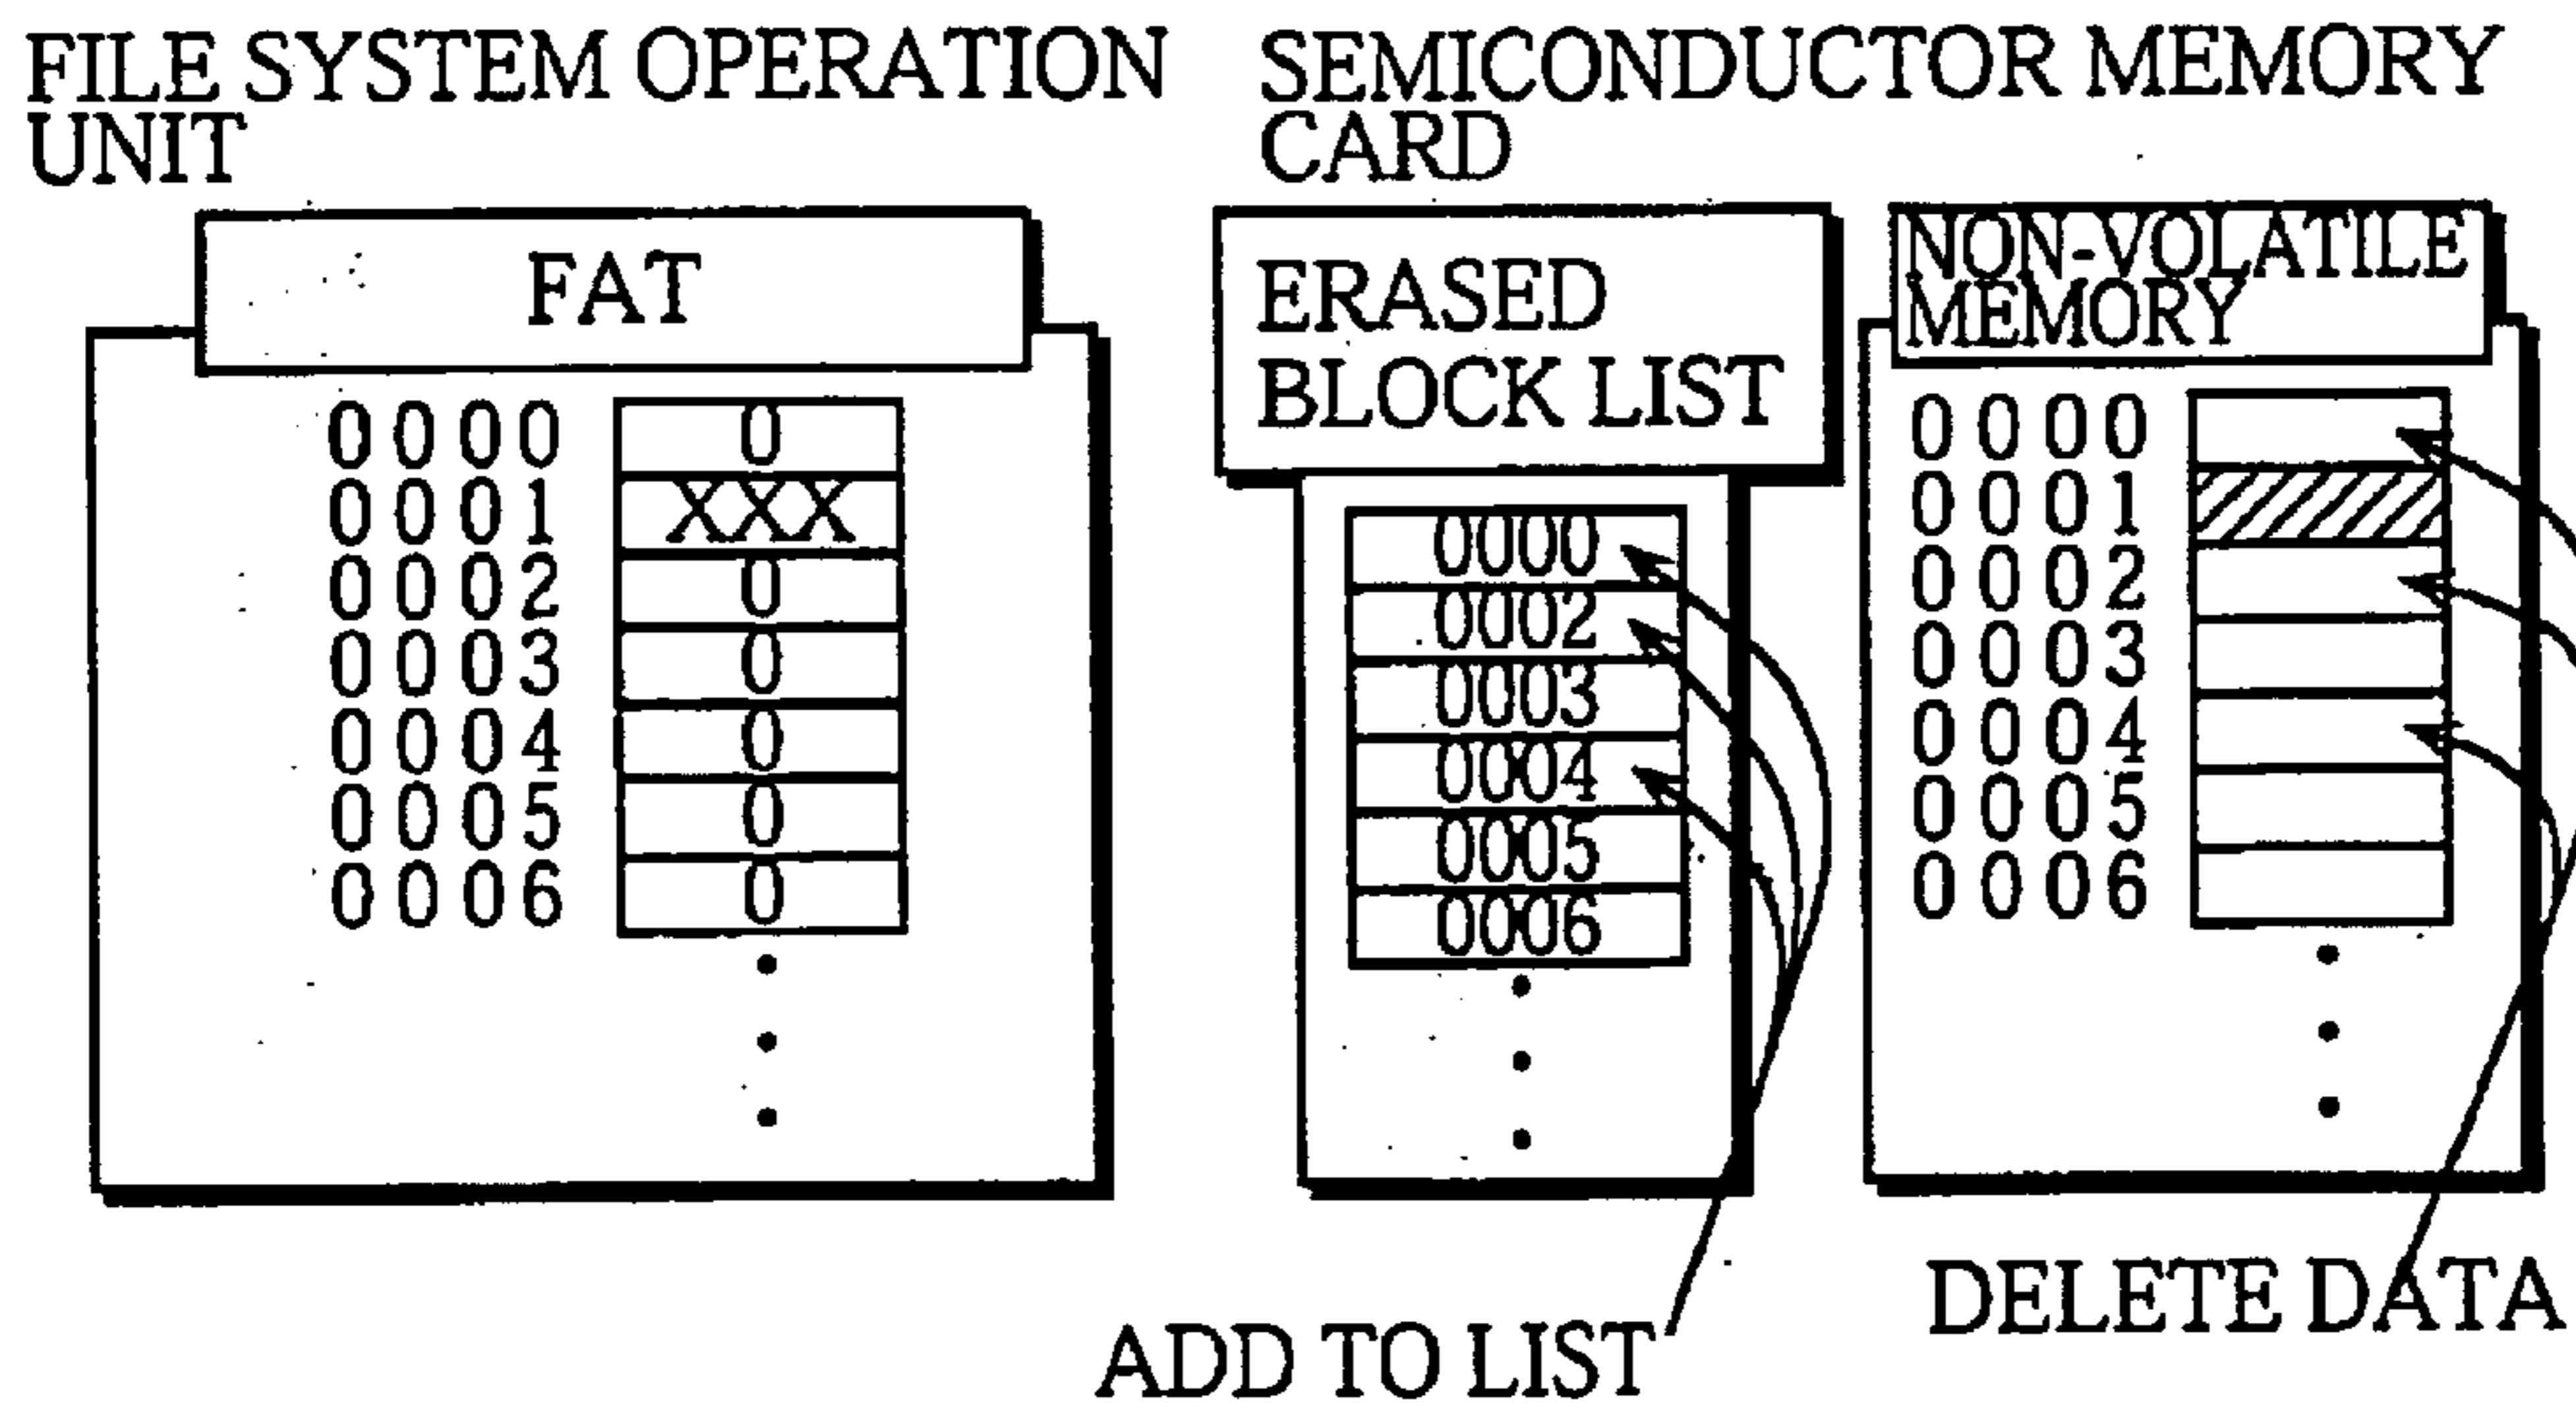 FILE SYSTEM OPERATION
UNIT
SEMICONDUCTOR MEMORY
CARD
FAT
0000 0
0001 XXX
0002 0
0003 0
0004 0
0005 0
0006 0
ERASED
BLOCK LIST
0000
0002
0003
0004
0005
0006
NON-VOLATILE
MEMORY
0000
0001
0002
0003
0004
0005
0006
ADD TO LIST
DELETE DATA